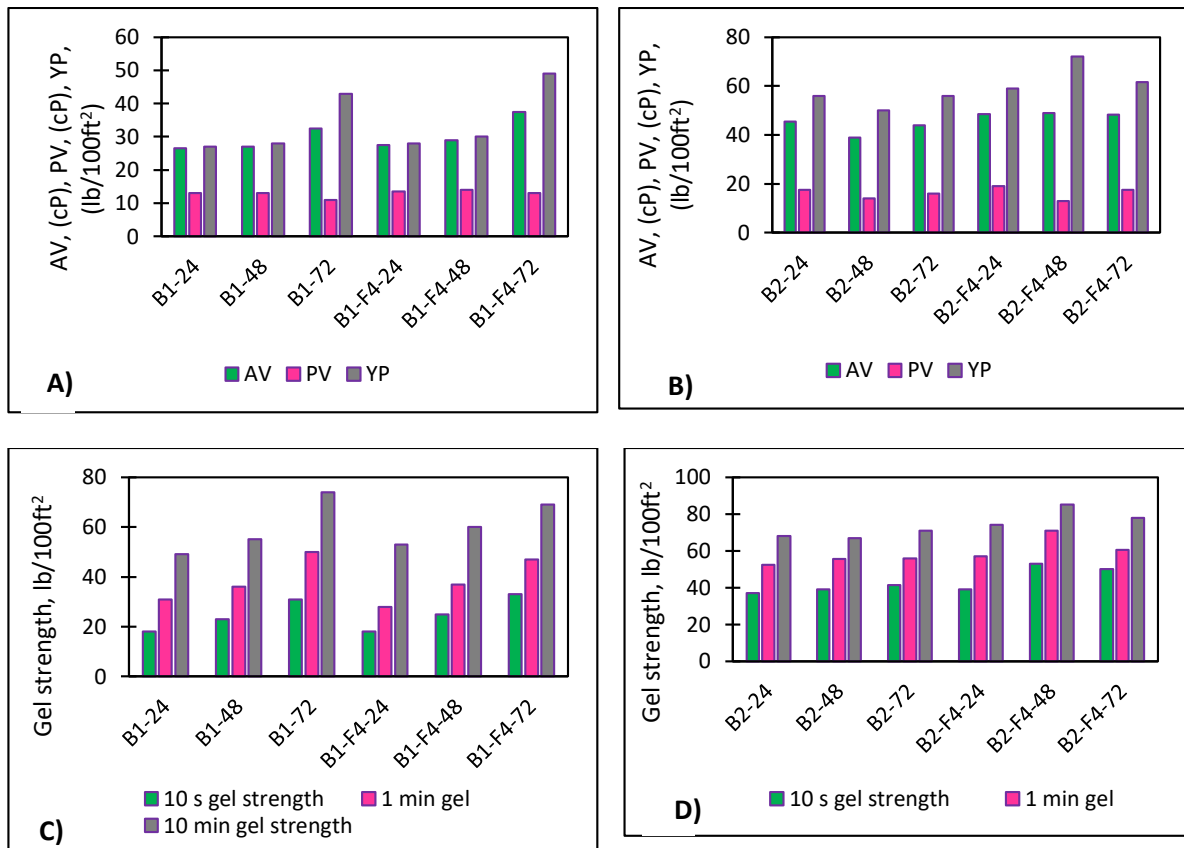 AV, (cP), PV, (cP), YP,
(lb/100ft²)
60
50
40
30
20
10
0
B1-24
B1-48
B1-72
B1-F4-24
B1-F4-48
B1-F4-72
AV PV YP
A)
AV, (cP), PV, (cP), YP,
(lb/100ft²)
80
60
40
20
0
B2-24
B2-48
B2-72
B2-F4-24
B2-F4-48
B2-F4-72
AV PV YP
B)
Gel strength, lb/100ft²
80
60
40
20
0
B1-24
B1-48
B1-72
B1-F4-24
B1-F4-48
B1-F4-72
10 s gel strength 1 min gel
10 min gel strength
C)
Gel strength, lb/100ft²
100
80
60
40
20
0
B2-24
B2-48
B2-72
B2-F4-24
B2-F4-48
B2-F4-72
10 s gel strength 1 min gel
D)